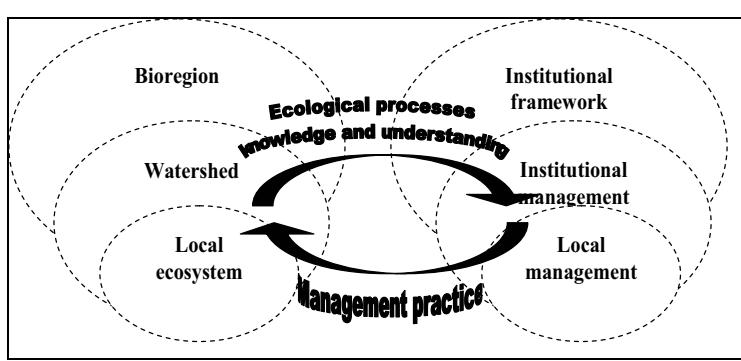 Bioregion
Institutional
framework
Ecological processes
knowledge and understanding
Watershed
Institutional
management
Local
ecosystem
Local
management
Management practice